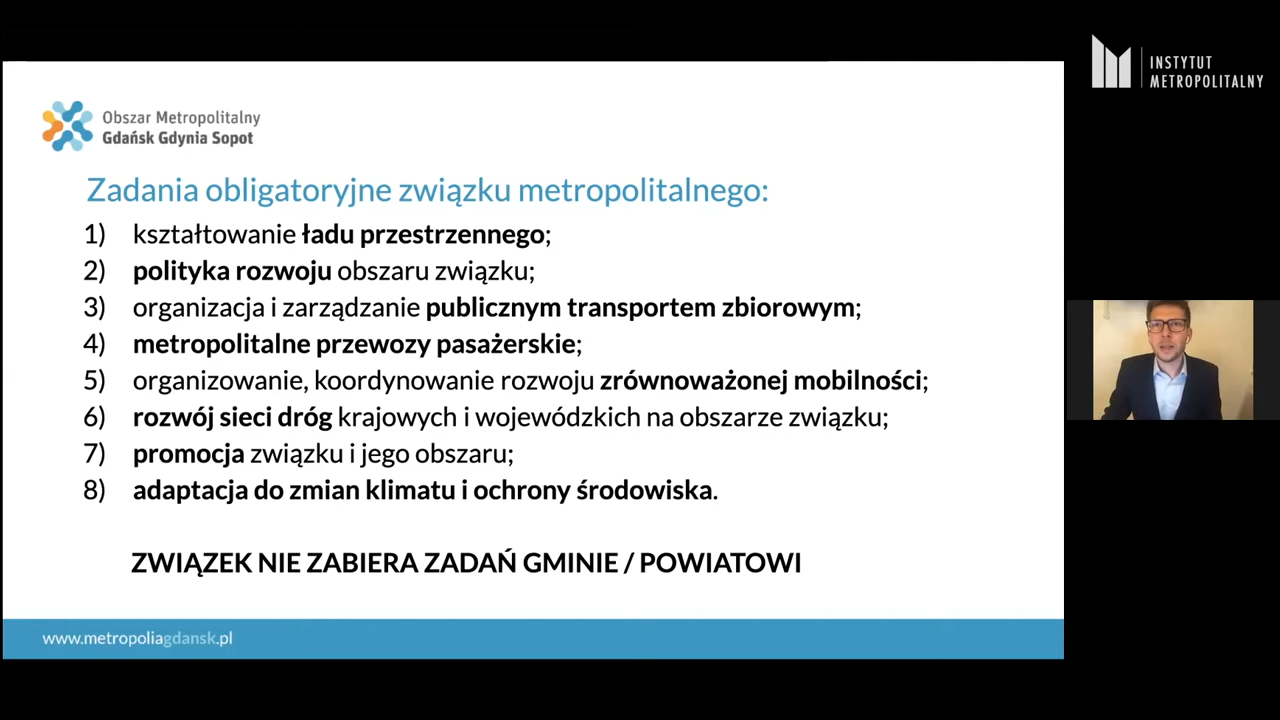 Obszar Metropolitalny
Gdańsk Gdynia Sopot
INSTYTUT
METROPOLITALNY
Zadania obligatoryjne związku metropolitalnego:
1) kształtowanie ładu przestrzennego;
2) polityka rozwoju obszaru związku;
3) organizacja i zarządzanie publicznym transportem zbiorowym;
4) metropolitalne przewozy pasażerskie;
5) organizowanie, koordynowanie rozwoju zrównoważonej mobilności;
6) rozwój sieci dróg krajowych i wojewódzkich na obszarze związku;
7) promocja związku i jego obszaru;
8) adaptacja do zmian klimatu i ochrony środowiska.
ZWIĄZEK NIE ZABIERA ZADAŃ GMINIE / POWIATOWI
www.metropoliagdansk.pl